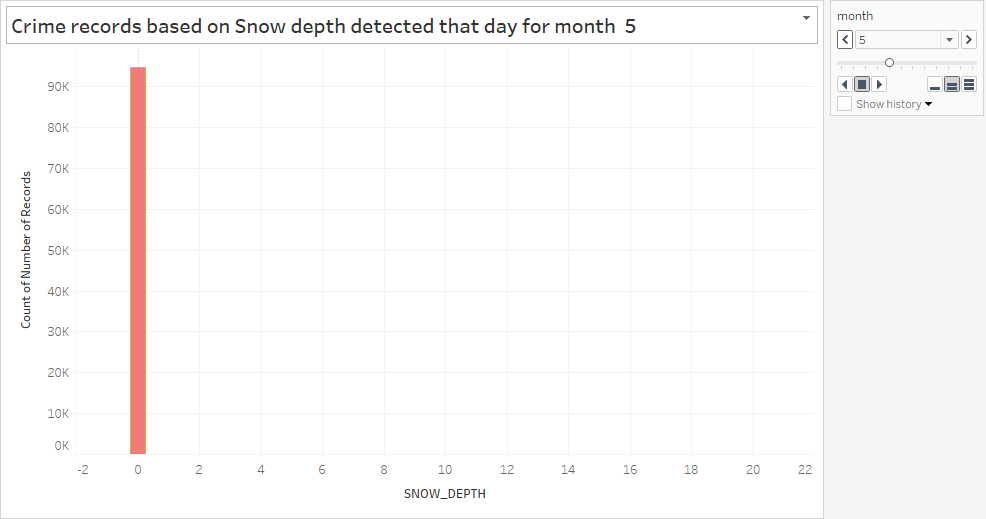 Crime records based on Snow depth detected that day for month 5
month
5
Show history
90K
80K
70K
60K
50K
40K
30K
20K
10K
0K
Count of Number of Records
-2 0 2 4 6 8 10 12 14 16 18 20 22
SNOW_DEPTH